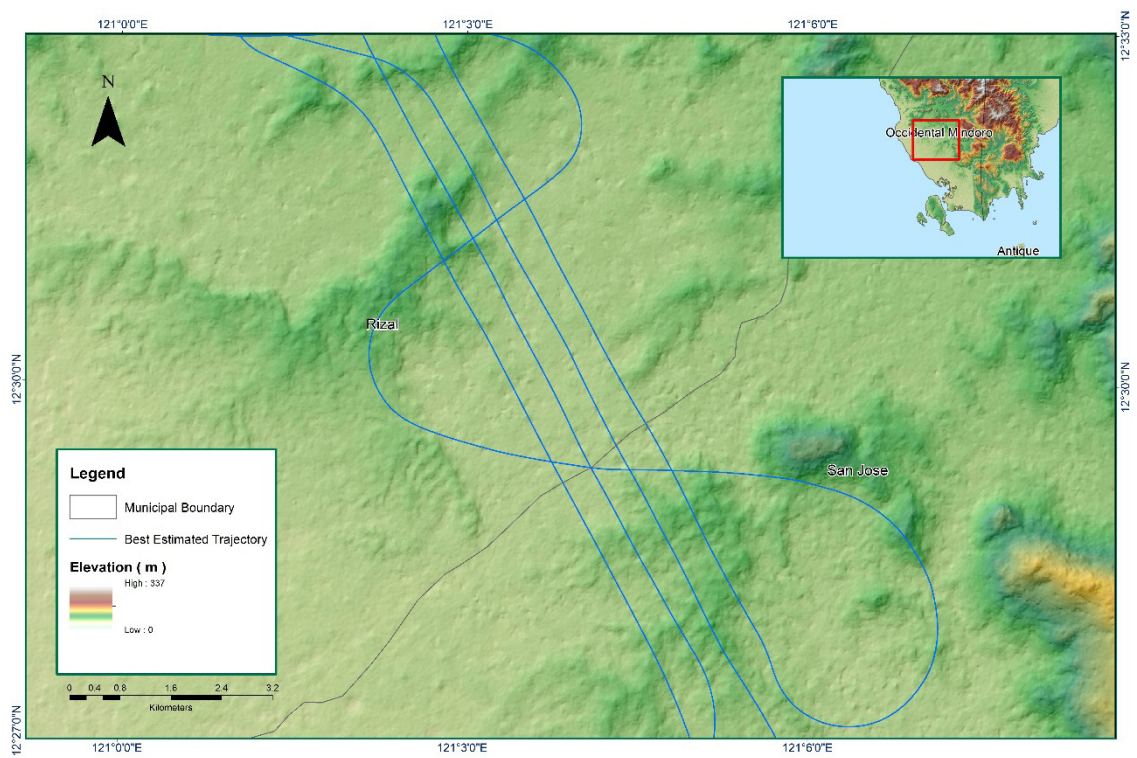 121°0'0"E 121°3'0"E 121°6'0"E
12°33'0"N
N
Occidental Mindoro
Antique
Rizal
12°30'0"N 12°30'0"N
San Jose
Legend
Municipal Boundary
Best Estimated Trajectory
Elevation ( m )
High : 337
Low : 0
0 0.4 0.8 1.6 2.4 3.2
Kilometers
12°27'0"N
121°0'0"E 121°3'0"E 121°6'0"E